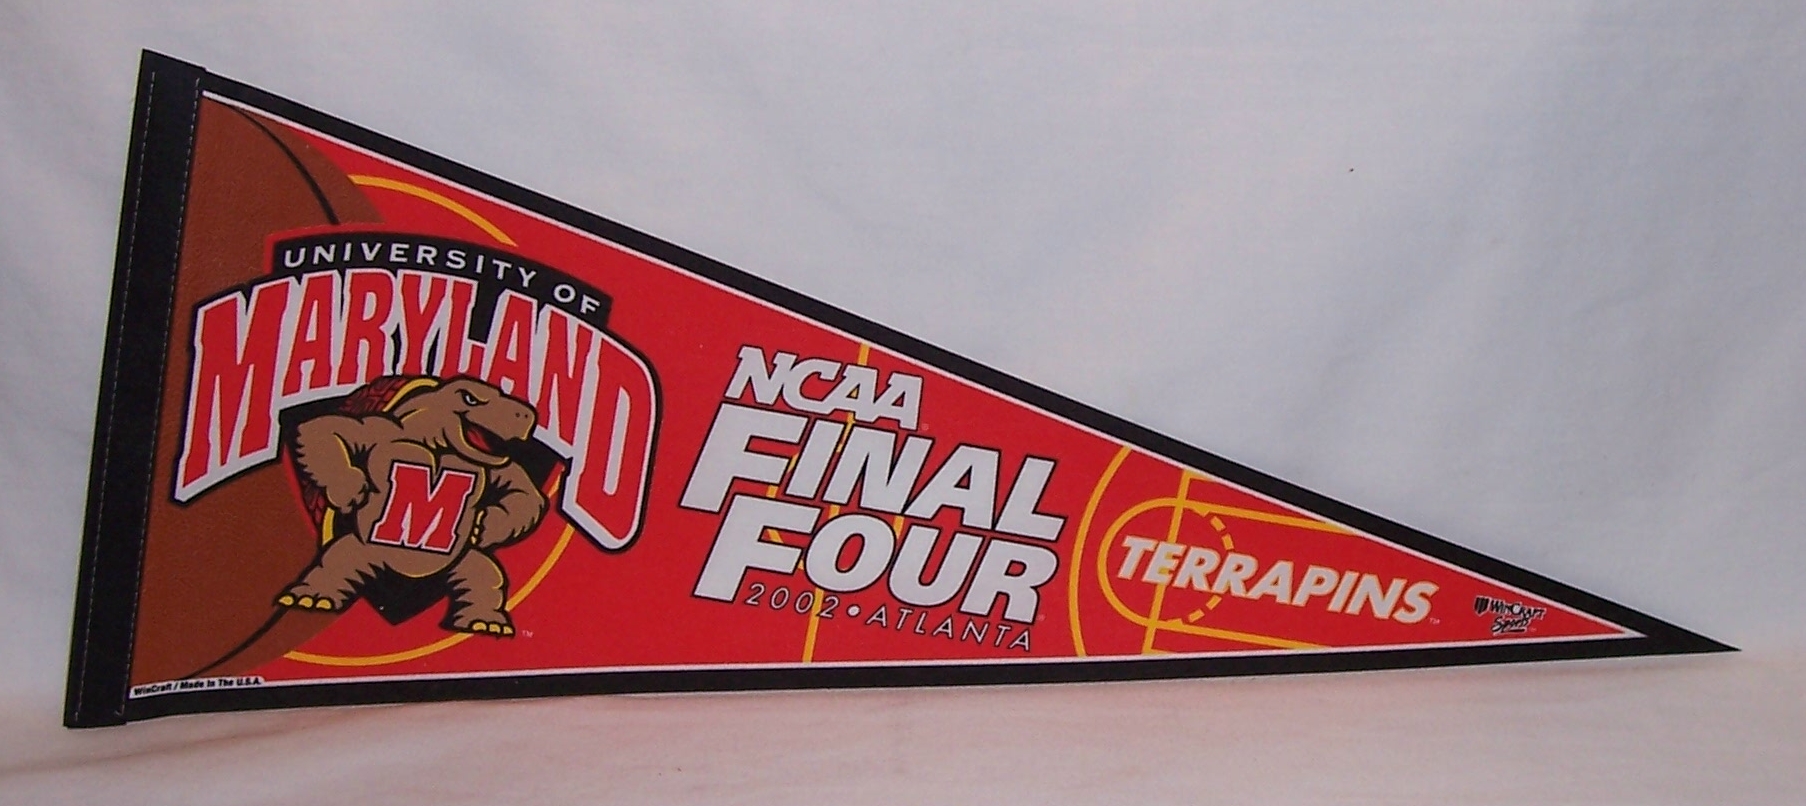 UNIVERSITY OF
MARYLAND
M
NCAA
FINAL
FOUR
2002 • ATLANTA
TERRAPINS
WINCRAFT
Sports
WinCraft / Made In The U.S.A.